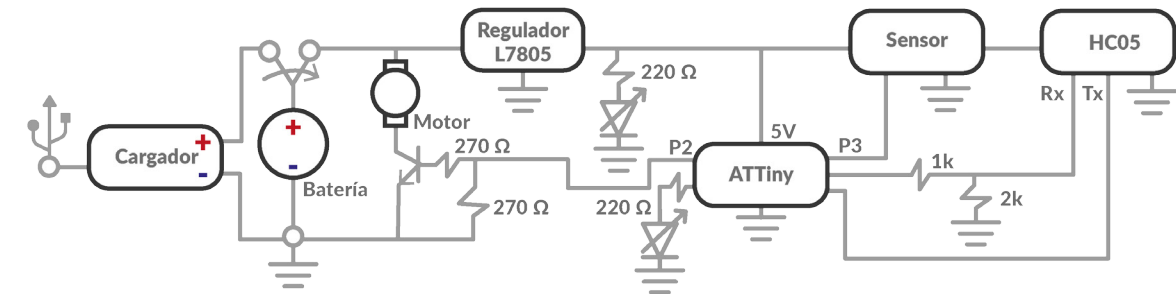 Regulador
L7805
Sensor
HC05
220 Ω
Rx Tx
Motor
5V
Cargador
+
-
+
-
Batería
270 Ω
270 Ω
P2
P3
ATTiny
220 Ω
1k
2k